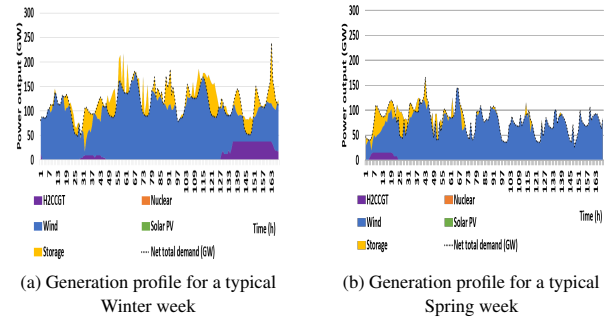 Power output (GW)
300
250
200
150
100
50
0
1 7 13 19 25 31 37 43 49 55 61 67 73 79 85 91 97 103 109 115 121 127 133 139 145 151 157 163
H2CCGT Nuclear
Wind Solar PV Time (h)
Storage Net total demand (GW)
(a) Generation profile for a typical
Winter week
Power output (GW)
350
300
250
200
150
100
50
0
1 7 13 19 25 31 37 43 49 55 61 67 73 79 85 91 97 103 109 115 121 127 133 139 145 151 157 163
Time (h)
H2CCGT Nuclear
Wind Solar PV
Storage Net total demand (GW)
(b) Generation profile for a typical
Spring week